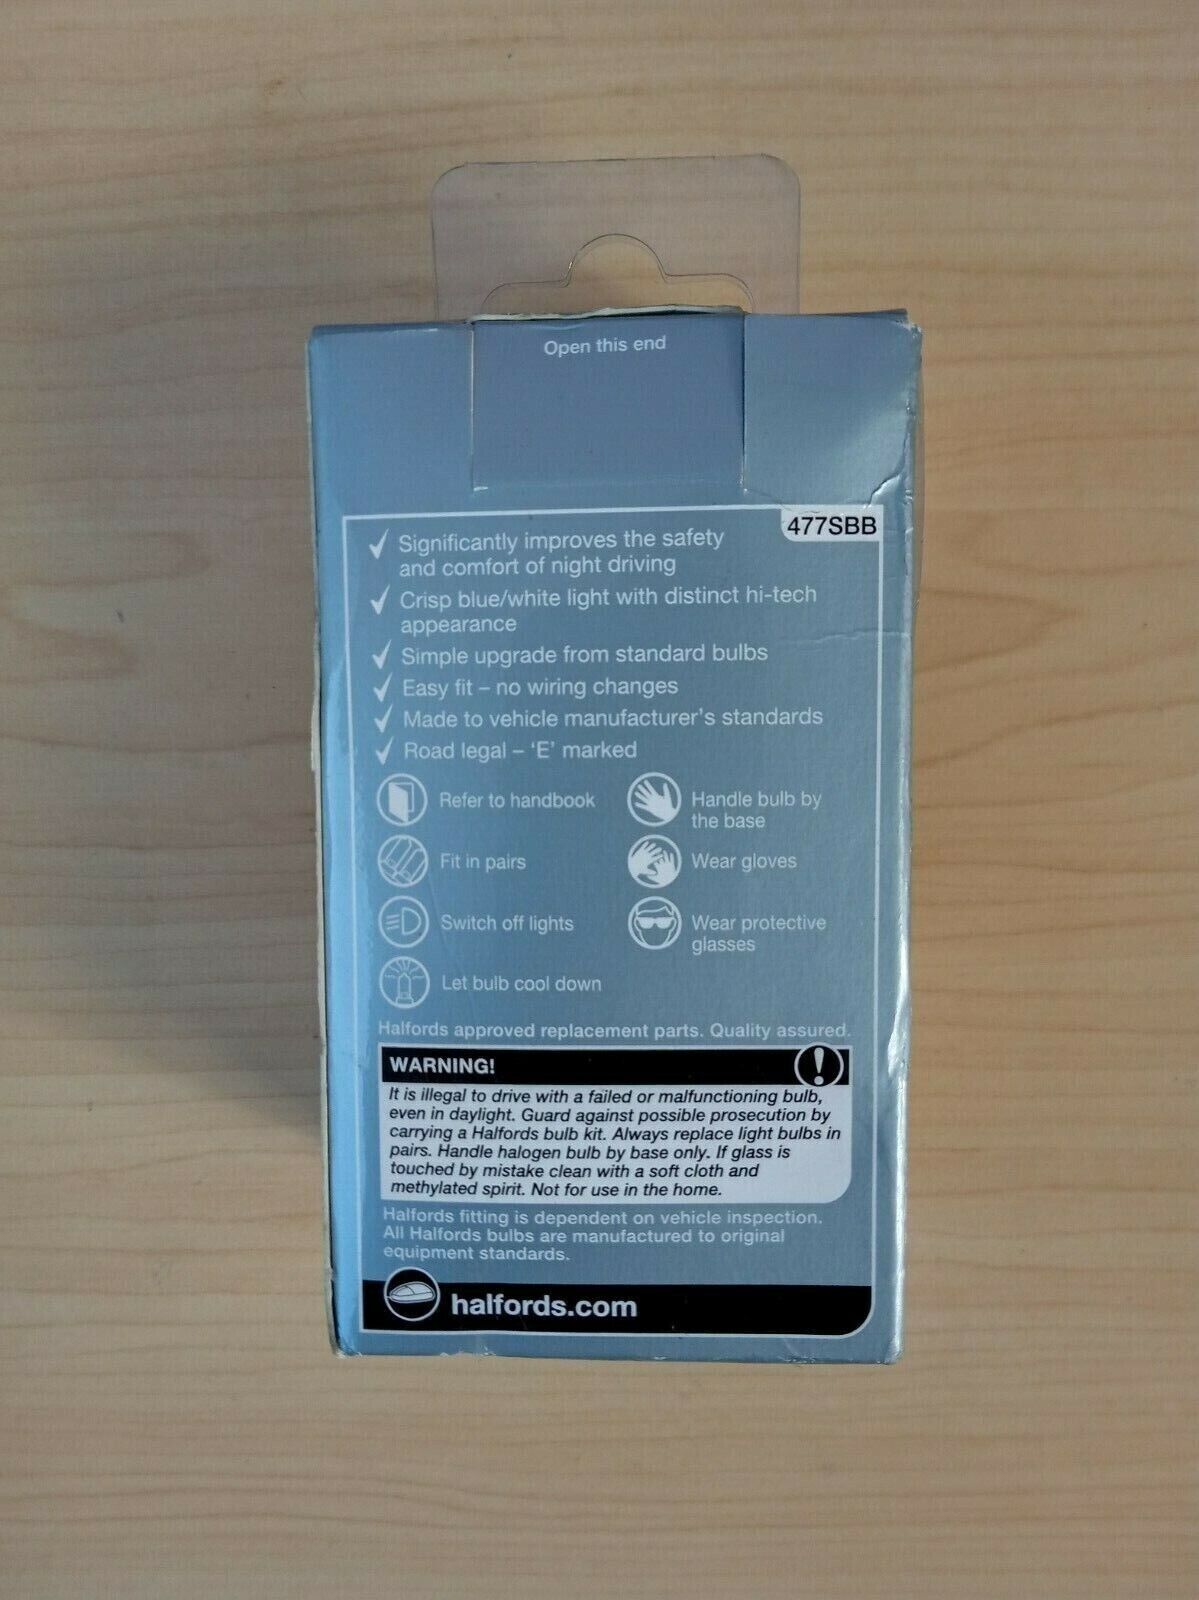 Open this end
477SBB
Significantly improves the safety
and comfort of night driving
Crisp blue/white light with distinct hi-tech
appearance
Simple upgrade from standard bulbs
Easy fit – no wiring changes
Made to vehicle manufacturer's standards
Road legal – 'E' marked
Refer to handbook
Handle bulb by
the base
Fit in pairs
Wear gloves
Switch off lights
Wear protective
glasses
Let bulb cool down
Halfords approved replacement parts. Quality assured.
WARNING!
It is illegal to drive with a failed or malfunctioning bulb,
even in daylight. Guard against possible prosecution by
carrying a Halfords bulb kit. Always replace light bulbs in
pairs. Handle halogen bulb by base only. If glass is
touched by mistake clean with a soft cloth and
methylated spirit. Not for use in the home.
Halfords fitting is dependent on vehicle inspection.
All Halfords bulbs are manufactured to original
equipment standards.
halfords.com